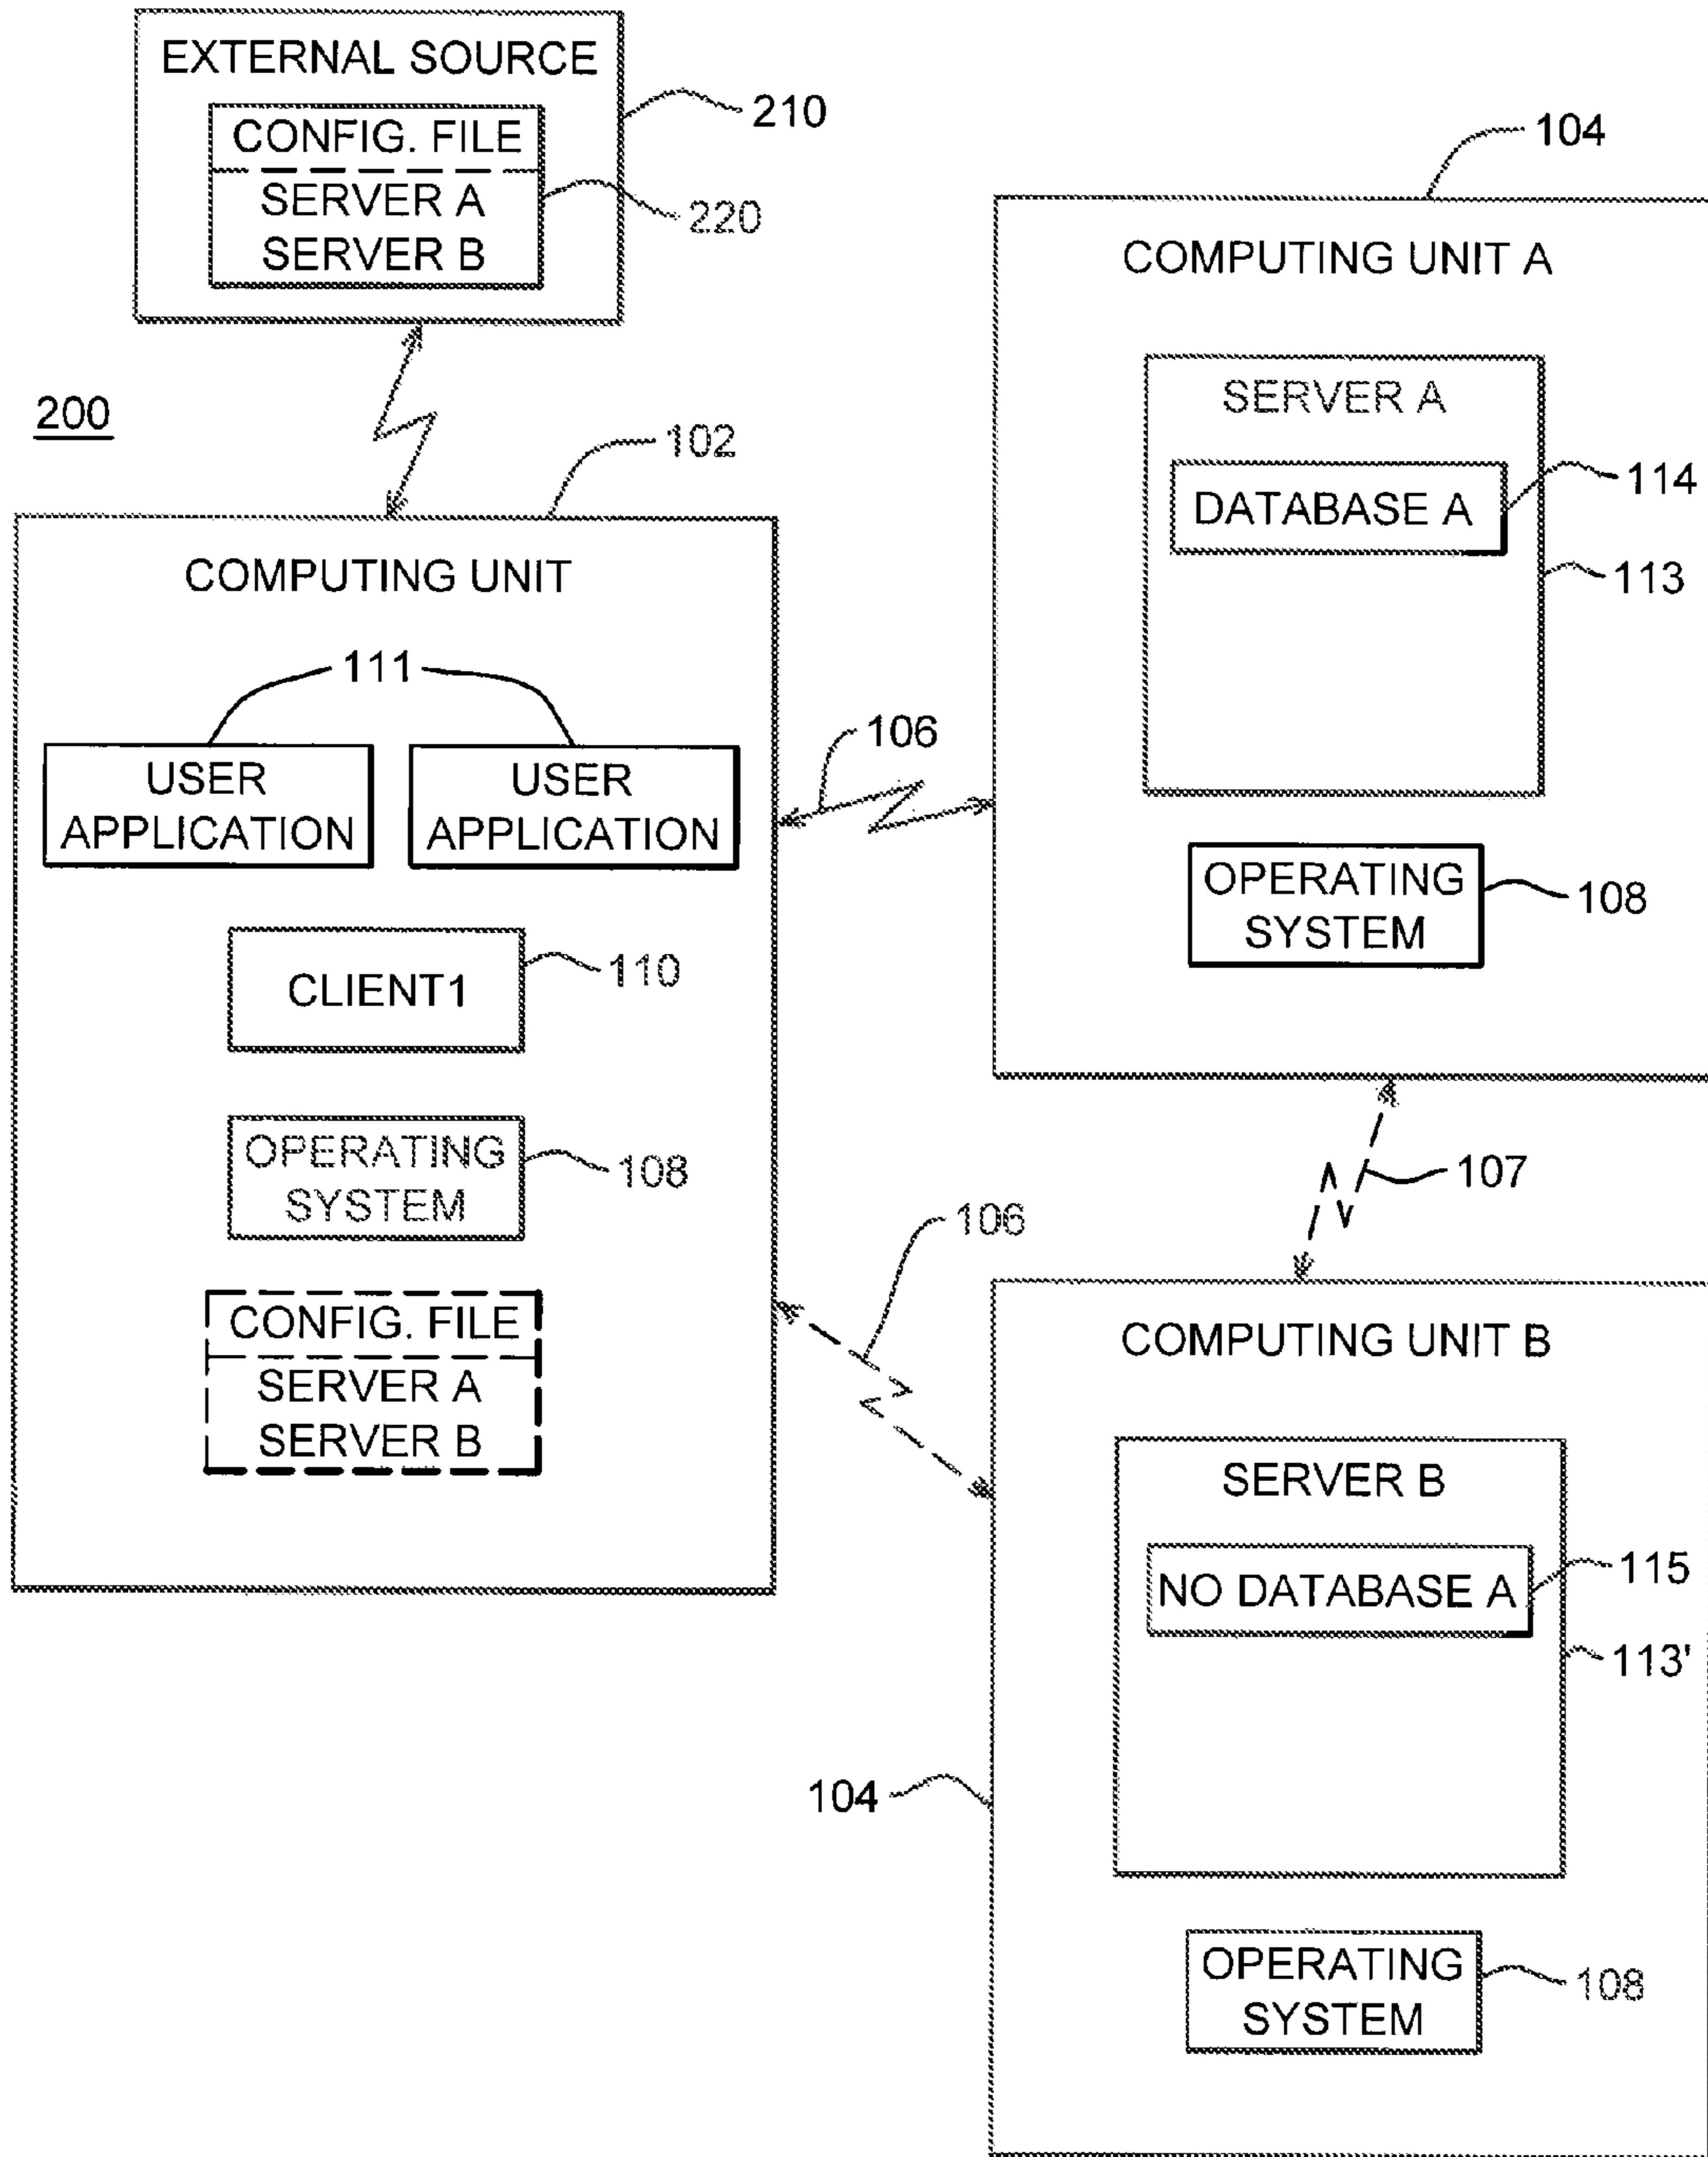 EXTERNAL SOURCE
CONFIG. FILE
SERVER A
SERVER B
210
220
200
102
COMPUTING UNIT
111
USER
APPLICATION
USER
APPLICATION
CLIENT1
110
OPERATING
SYSTEM
108
CONFIG. FILE
SERVER A
SERVER B
106
106
104
COMPUTING UNIT A
SERVER A
DATABASE A
114
113
OPERATING
SYSTEM
108
107
COMPUTING UNIT B
SERVER B
NO DATABASE A
115
113'
104
OPERATING
SYSTEM
108